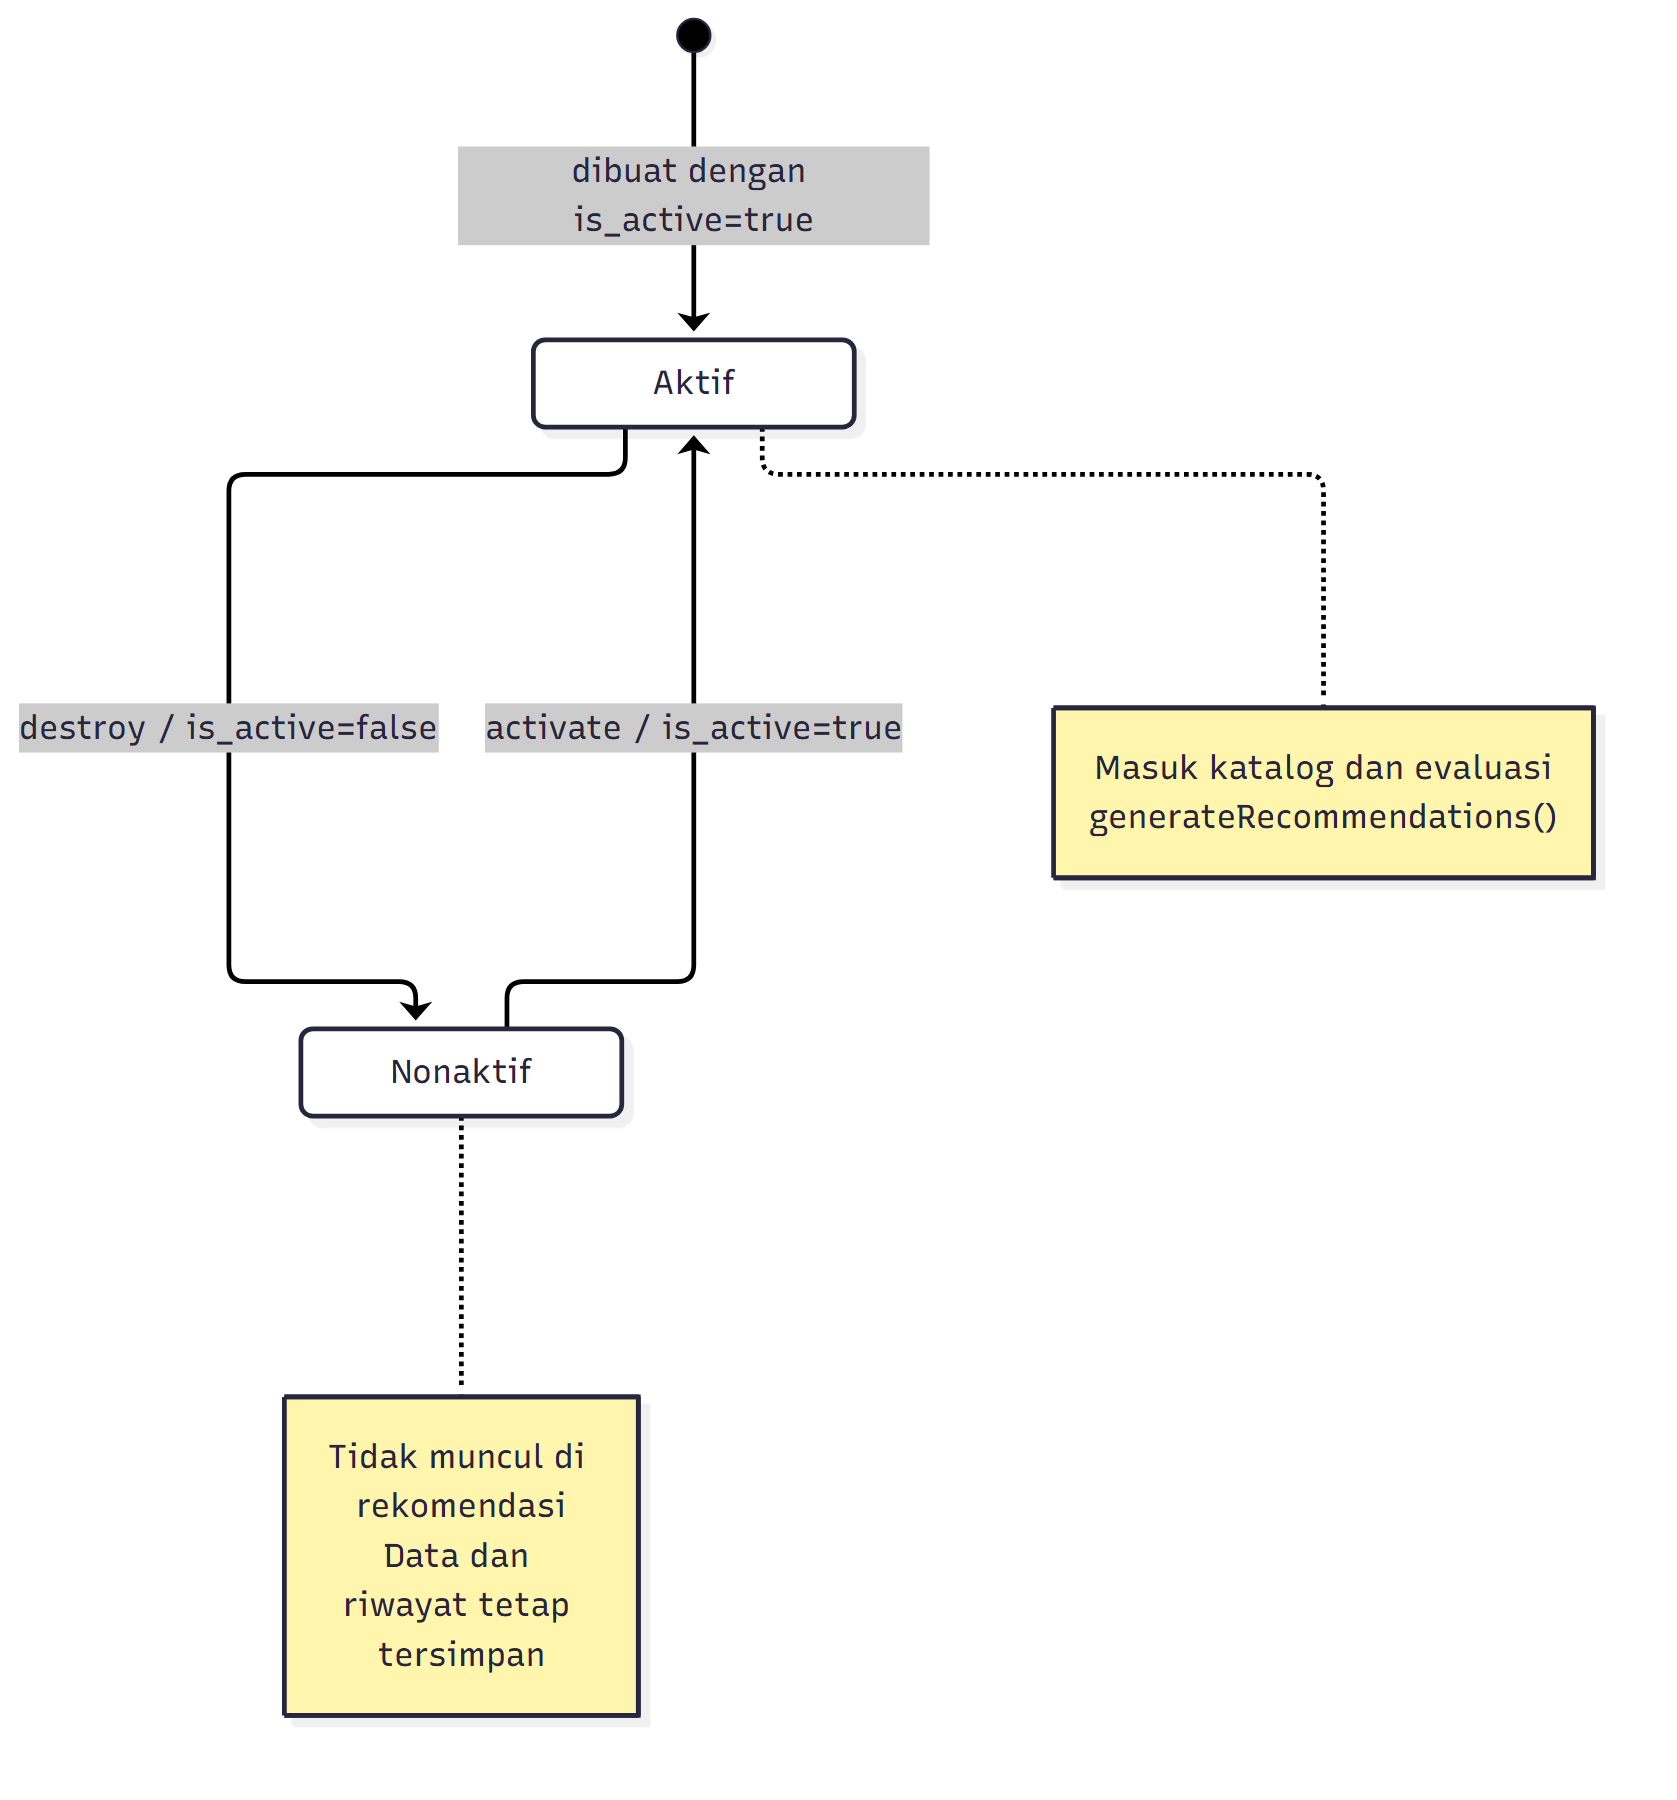 dibuat dengan
is_active=true
Aktif
destroy / is_active=false
activate / is_active=true
Masuk katalog dan evaluasi
generateRecommendations()
Nonaktif
Tidak muncul di
rekomendasi
Data dan
riwayat tetap
tersimpan